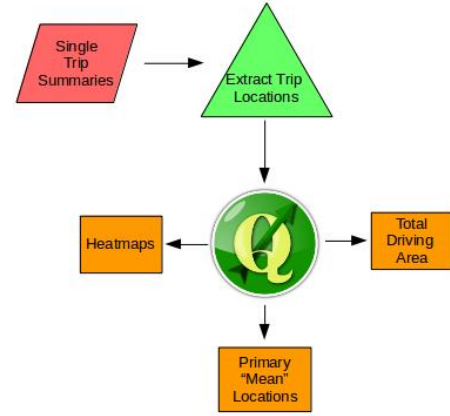 Single
Trip
Summaries
Extract Trip
Locations
Q
Heatmaps
Total
Driving
Area
Primary
“Mean”
Locations